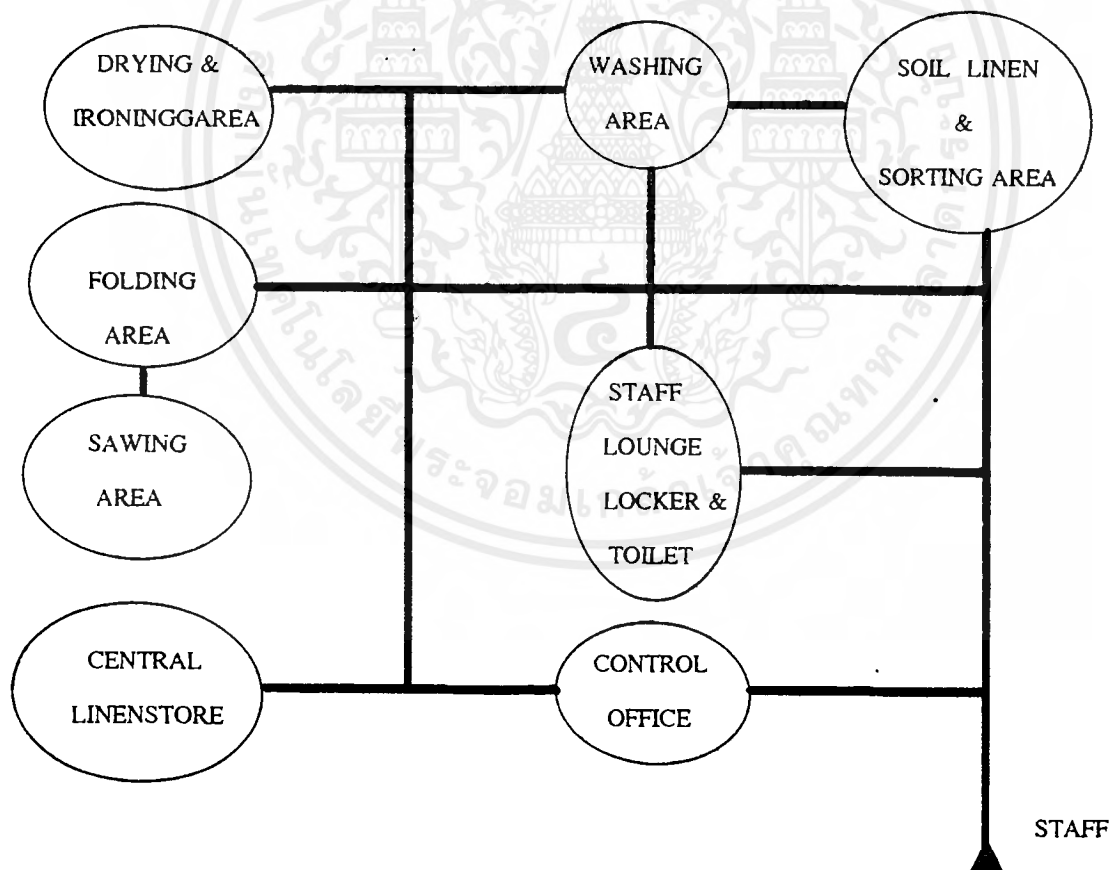 DRYING &
IRONINGGAREA
WASHING
AREA
SOIL LINEN
&
SORTING AREA
FOLDING
AREA
STAFF
LOUNGE
LOCKER &
TOILET
SAWING
AREA
CENTRAL
LINENSTORE
CONTROL
OFFICE
STAFF